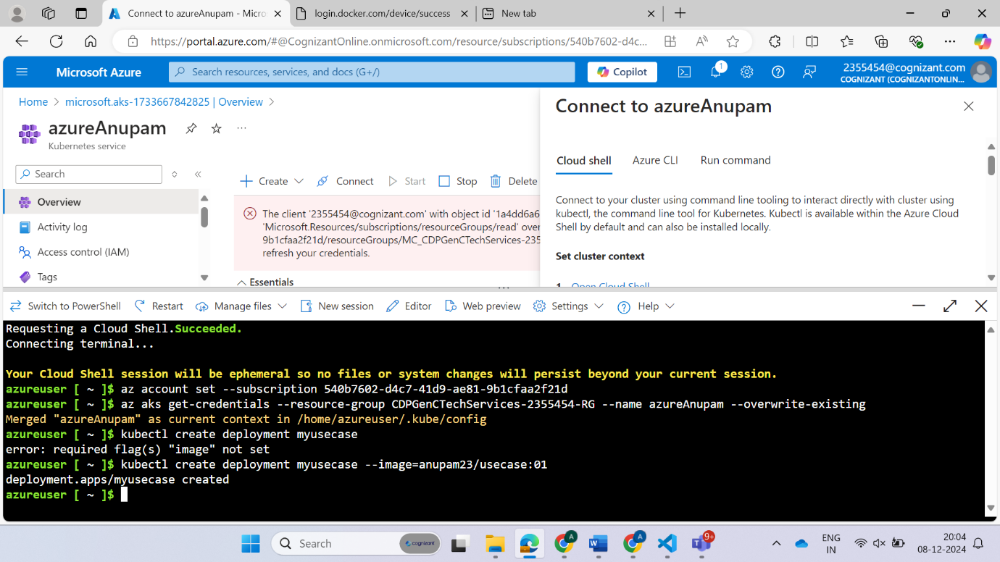 Connect to azureAnupam - Micro
login.docker.com/device/success
New tab
https://portal.azure.com/#@CognizantOnline.onmicrosoft.com/resource/subscriptions/540b7602-d4c...
Microsoft Azure
Search resources, services, and docs (G+/)
Copilot
1
2355454@cognizant.com
COGNIZANT (COGNIZANTONLIN...
Home > microsoft.aks-1733667842825 | Overview >
azureAnupam
Kubernetes service
Search
Overview
Activity log
Access control (IAM)
Tags
Create
Connect
Start
Stop
Delete
The client '2355454@cognizant.com' with object id '1a4dd6a6
'Microsoft.Resources/subscriptions/resourceGroups/read' over
9b1cfaa2f21d/resourceGroups/MC_CDPGenCTechServices-235
refresh your credentials.
Essentials
Connect to azureAnupam
Cloud shell
Azure CLI
Run command
Connect to your cluster using command line tooling to interact directly with cluster using
kubectl, the command line tool for Kubernetes. Kubectl is available within the Azure Cloud
Shell by default and can also be installed locally.
Set cluster context
1. Open Cloud Shell
Switch to PowerShell
Restart
Manage files
New session
Editor
Web preview
Settings
Help
Requesting a Cloud Shell.Succeeded.
Connecting terminal...
Your Cloud Shell session will be ephemeral so no files or system changes will persist beyond your current session.
azureuser [ ~ ]$ az account set --subscription 540b7602-d4c7-41d9-ae81-9b1cfaa2f21d
azureuser [ ~ ]$ az aks get-credentials --resource-group CDPGenCTechServices-2355454-RG --name azureAnupam --overwrite-existing
Merged "azureAnupam" as current context in /home/azureuser/.kube/config
azureuser [ ~ ]$ kubectl create deployment myusecase
error: required flag(s) "image" not set
azureuser [ ~ ]$ kubectl create deployment myusecase --image=anupam23/usecase:01
deployment.apps/myusecase created
azureuser [ ~ ]$
Search
cognizant
A
A
9+
ENG
IN
20:04
08-12-2024